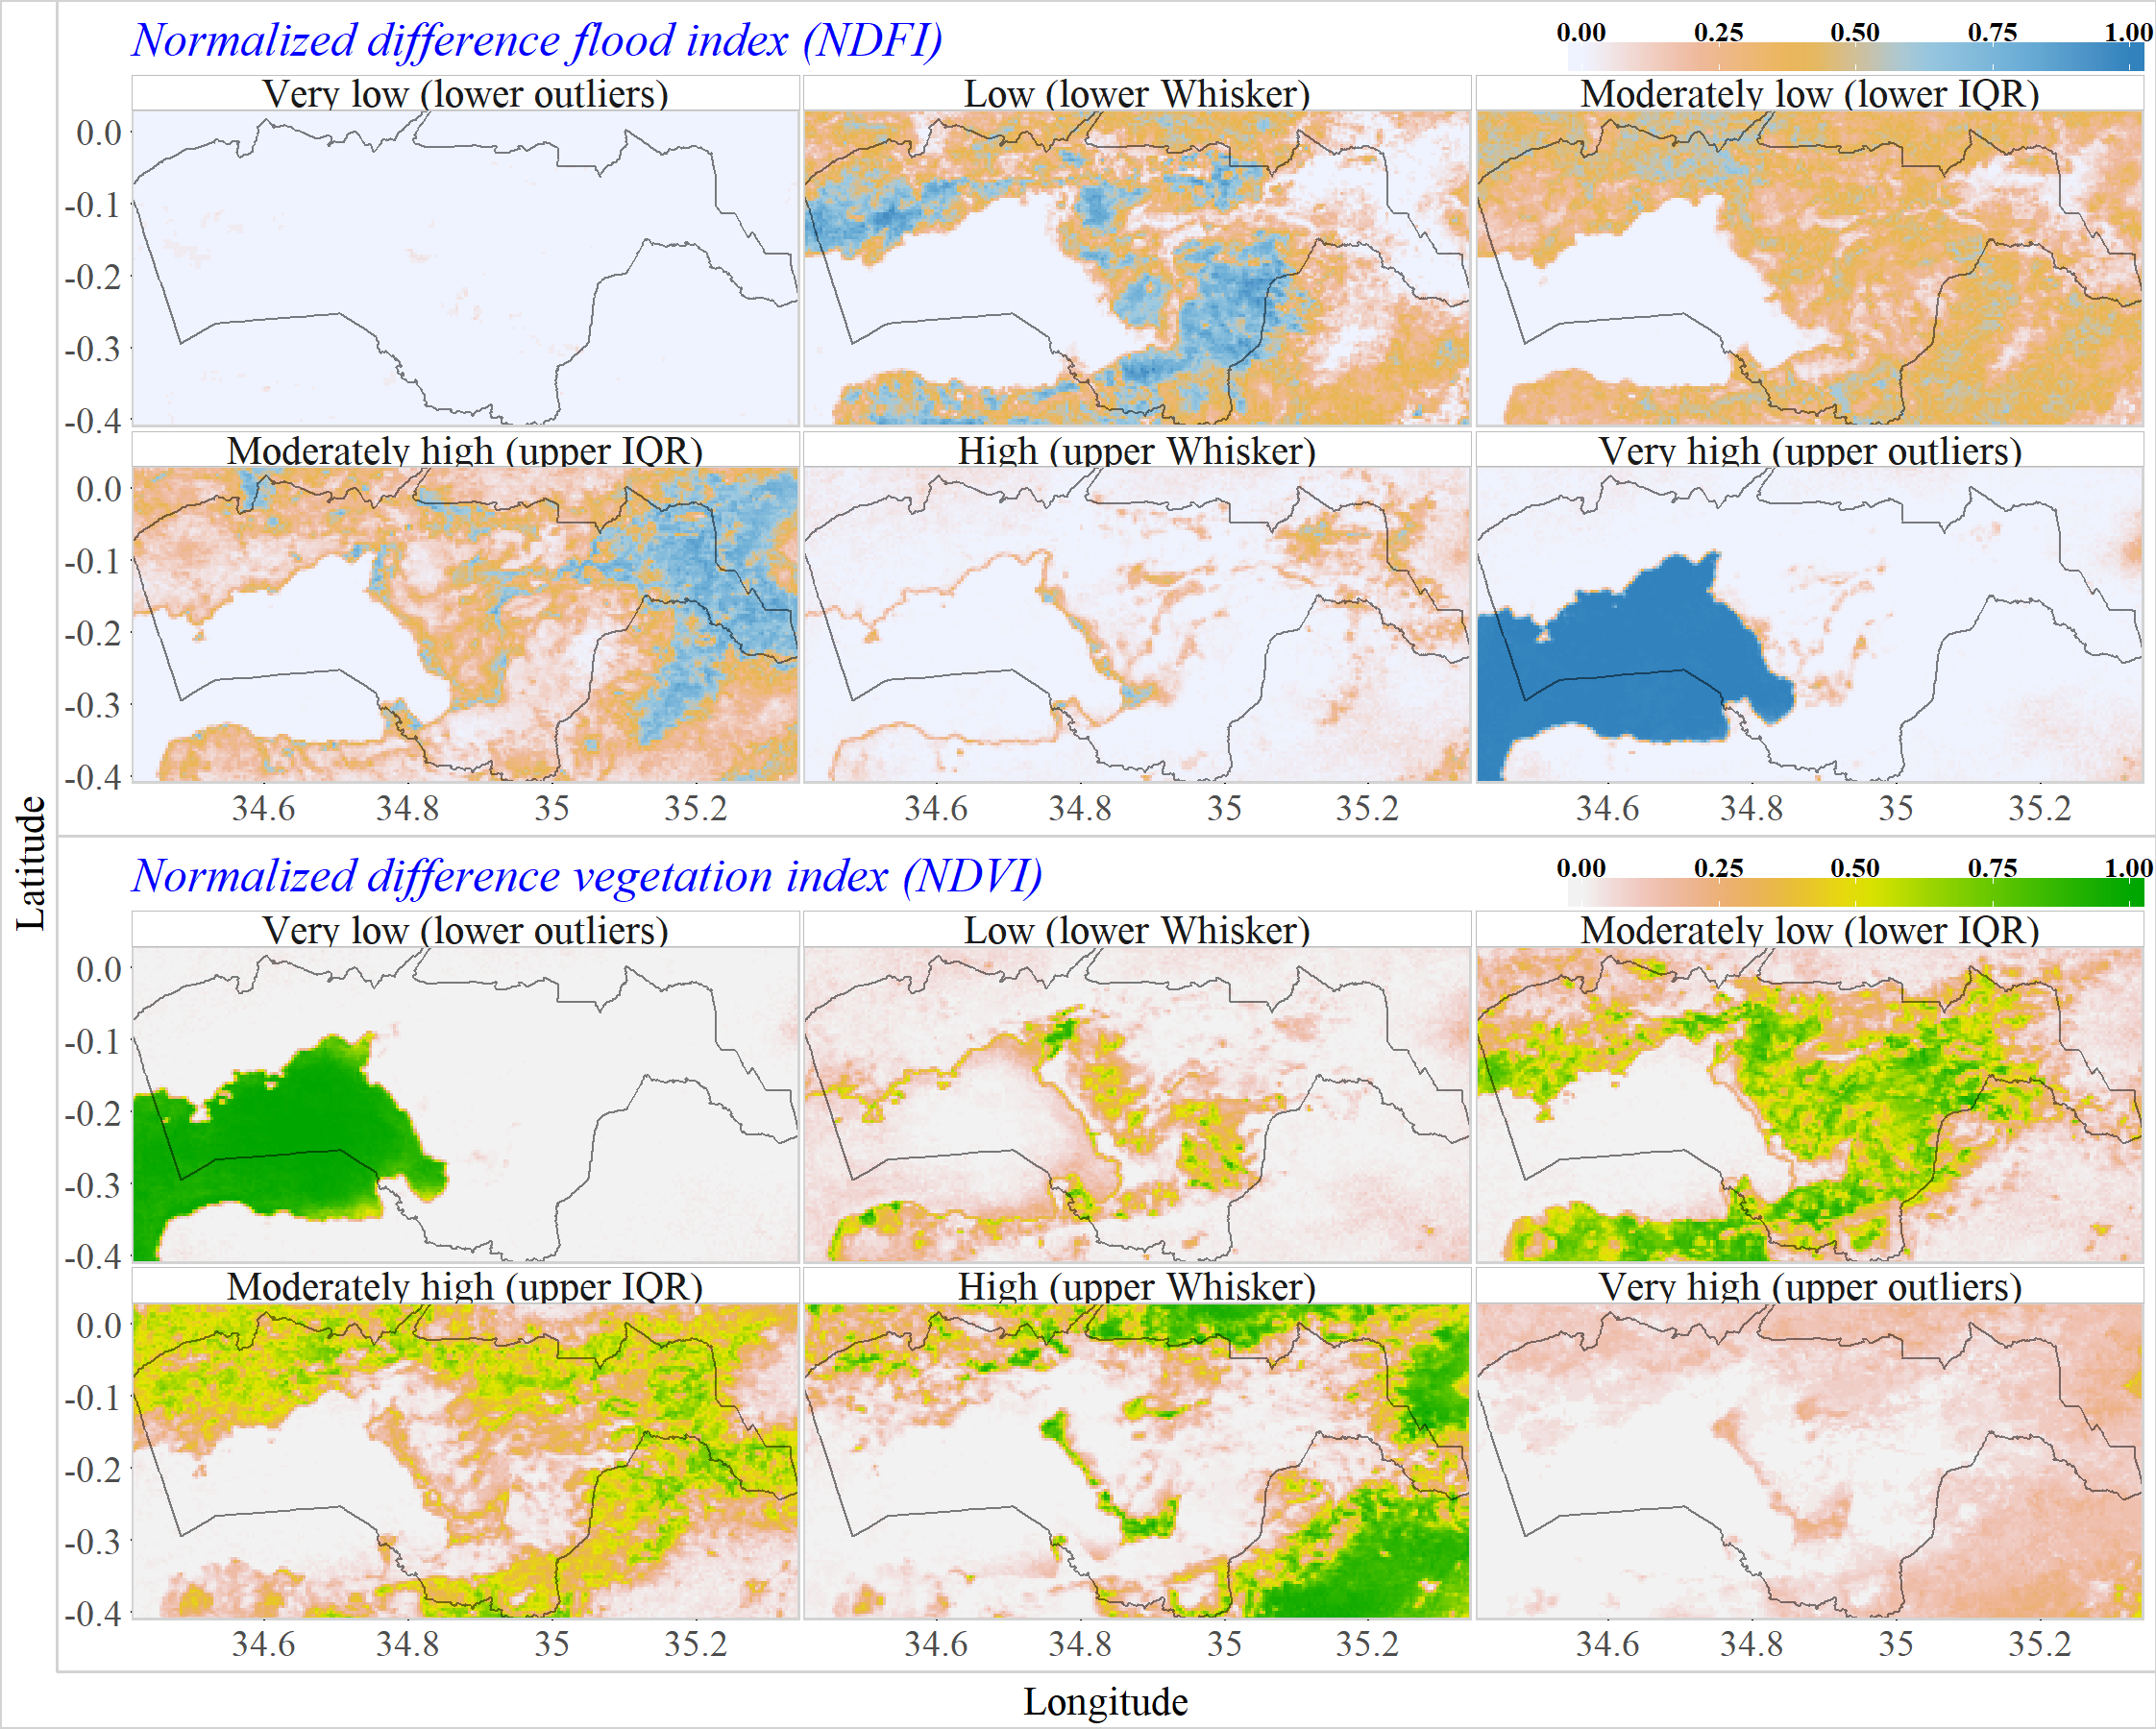 Normalized difference flood index (NDFI)
0.00 0.25 0.50 0.75 1.00
Very low (lower outliers) Low (lower Whisker) Moderately low (lower IQR)
0.0
-0.1
-0.2
-0.3
-0.4
Moderately high (upper IQR) High (upper Whisker) Very high (upper outliers)
0.0
-0.1
-0.2
-0.3
-0.4
34.6 34.8 35 35.2 34.6 34.8 35 35.2 34.6 34.8 35 35.2
Latitude
Normalized difference vegetation index (NDVI)
0.00 0.25 0.50 0.75 1.00
Very low (lower outliers) Low (lower Whisker) Moderately low (lower IQR)
0.0
-0.1
-0.2
-0.3
-0.4
Moderately high (upper IQR) High (upper Whisker) Very high (upper outliers)
0.0
-0.1
-0.2
-0.3
-0.4
34.6 34.8 35 35.2 34.6 34.8 35 35.2 34.6 34.8 35 35.2
Longitude